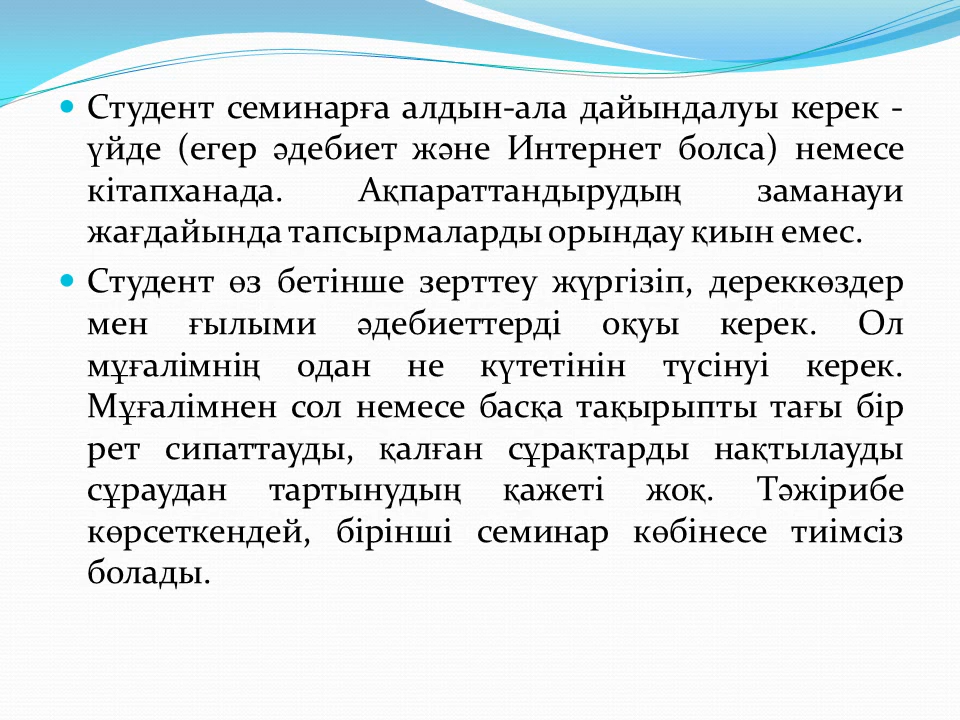 Студент семинарға алдын-ала дайындалуы керек -
үйде (егер әдебиет және Интернет болса) немесе
кітапханада. Ақпараттандырудың заманауи
жағдайында тапсырмаларды орындау қиын емес.
Студент өз бетінше зерттеу жүргізіп, дереккөздер
мен ғылыми әдебиеттерді оқуы керек. Ол
мұғалімнің одан не күтетінін түсінуі керек.
Мұғалімнен сол немесе басқа тақырыпты тағы бір
рет сипаттауды, қалған сұрақтарды нақтылауды
сұраудан тартынудың қажеті жоқ. Тәжірибе
көрсеткендей, бірінші семинар көбінесе тиімсіз
болады.